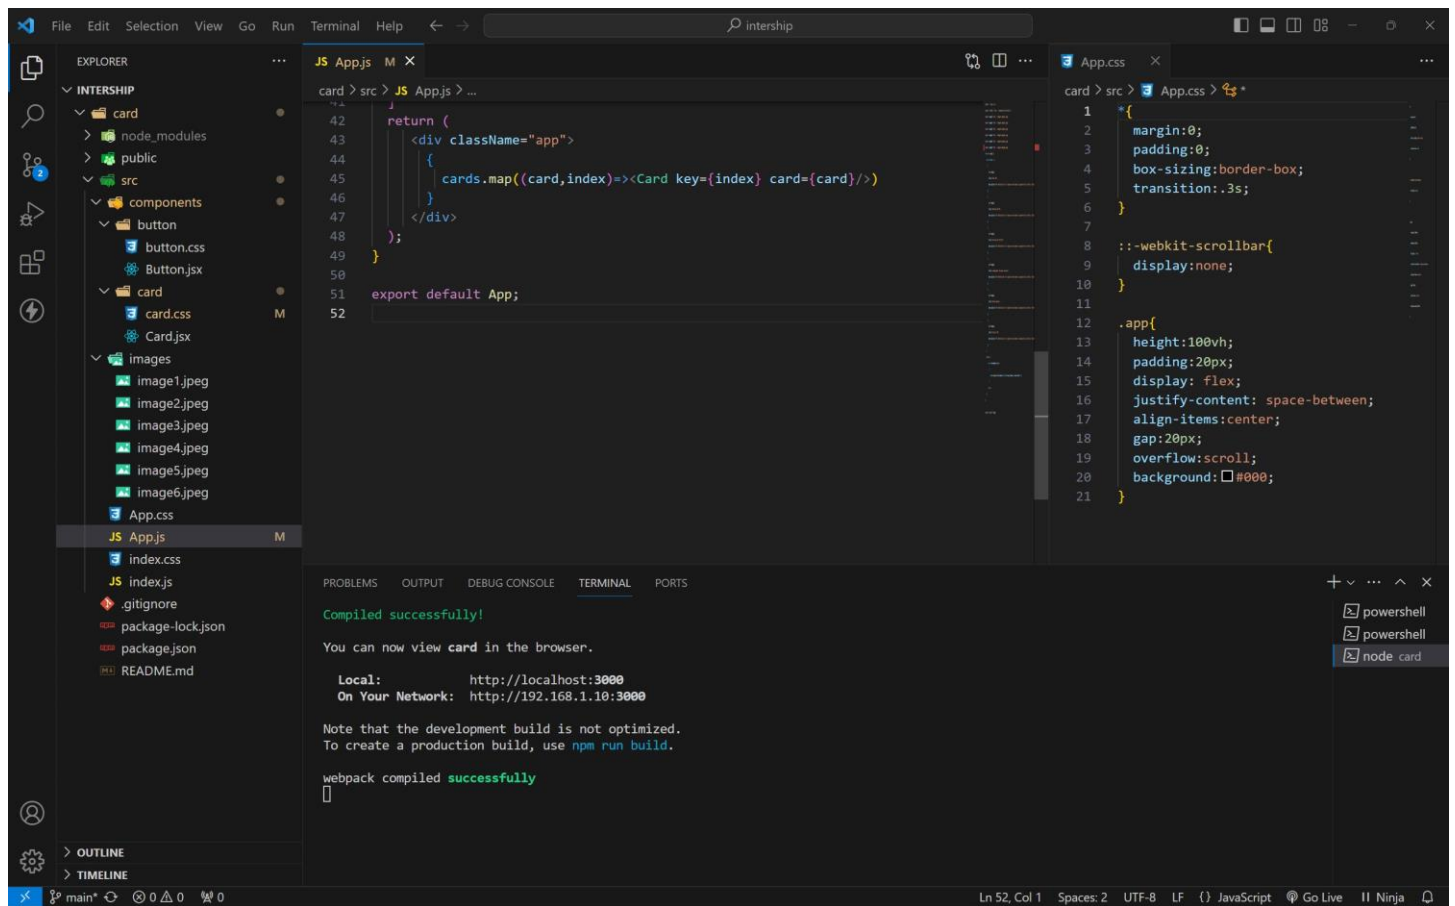 File Edit Selection View Go Run Terminal Help
intership
EXPLORER
INTERSHIP
card
node_modules
public
src
components
button
button.css
Button.jsx
card
card.css M
Card.jsx
images
image1.jpeg
image2.jpeg
image3.jpeg
image4.jpeg
image5.jpeg
image6.jpeg
App.css
JS App.js M
index.css
JS index.js
.gitignore
package-lock.json
package.json
README.md
OUTLINE
TIMELINE
2
JS App.js M
card > src > JS App.js > ...
41 ]
42 return (
43 <div className="app">
44 {
45 cards.map((card,index)=><Card key={index} card={card}/>)
46 }
47 </div>
48 );
49 }
50
51 export default App;
52
App.css
card > src > App.css > *
1 *{
2 margin:0;
3 padding:0;
4 box-sizing:border-box;
5 transition:.3s;
6 }
7
8 ::-webkit-scrollbar{
9 display:none;
10 }
11
12 .app{
13 height:100vh;
14 padding:20px;
15 display: flex;
16 justify-content: space-between;
17 align-items:center;
18 gap:20px;
19 overflow:scroll;
20 background:#000;
21 }
PROBLEMS OUTPUT DEBUG CONSOLE TERMINAL PORTS
Compiled successfully!
You can now view card in the browser.
Local: http://localhost:3000
On Your Network: http://192.168.1.10:3000
Note that the development build is not optimized.
To create a production build, use npm run build.
webpack compiled successfully
powershell
powershell
node card
main* 0 0 0
Ln 52, Col 1 Spaces: 2 UTF-8 LF {} JavaScript Go Live Ninja